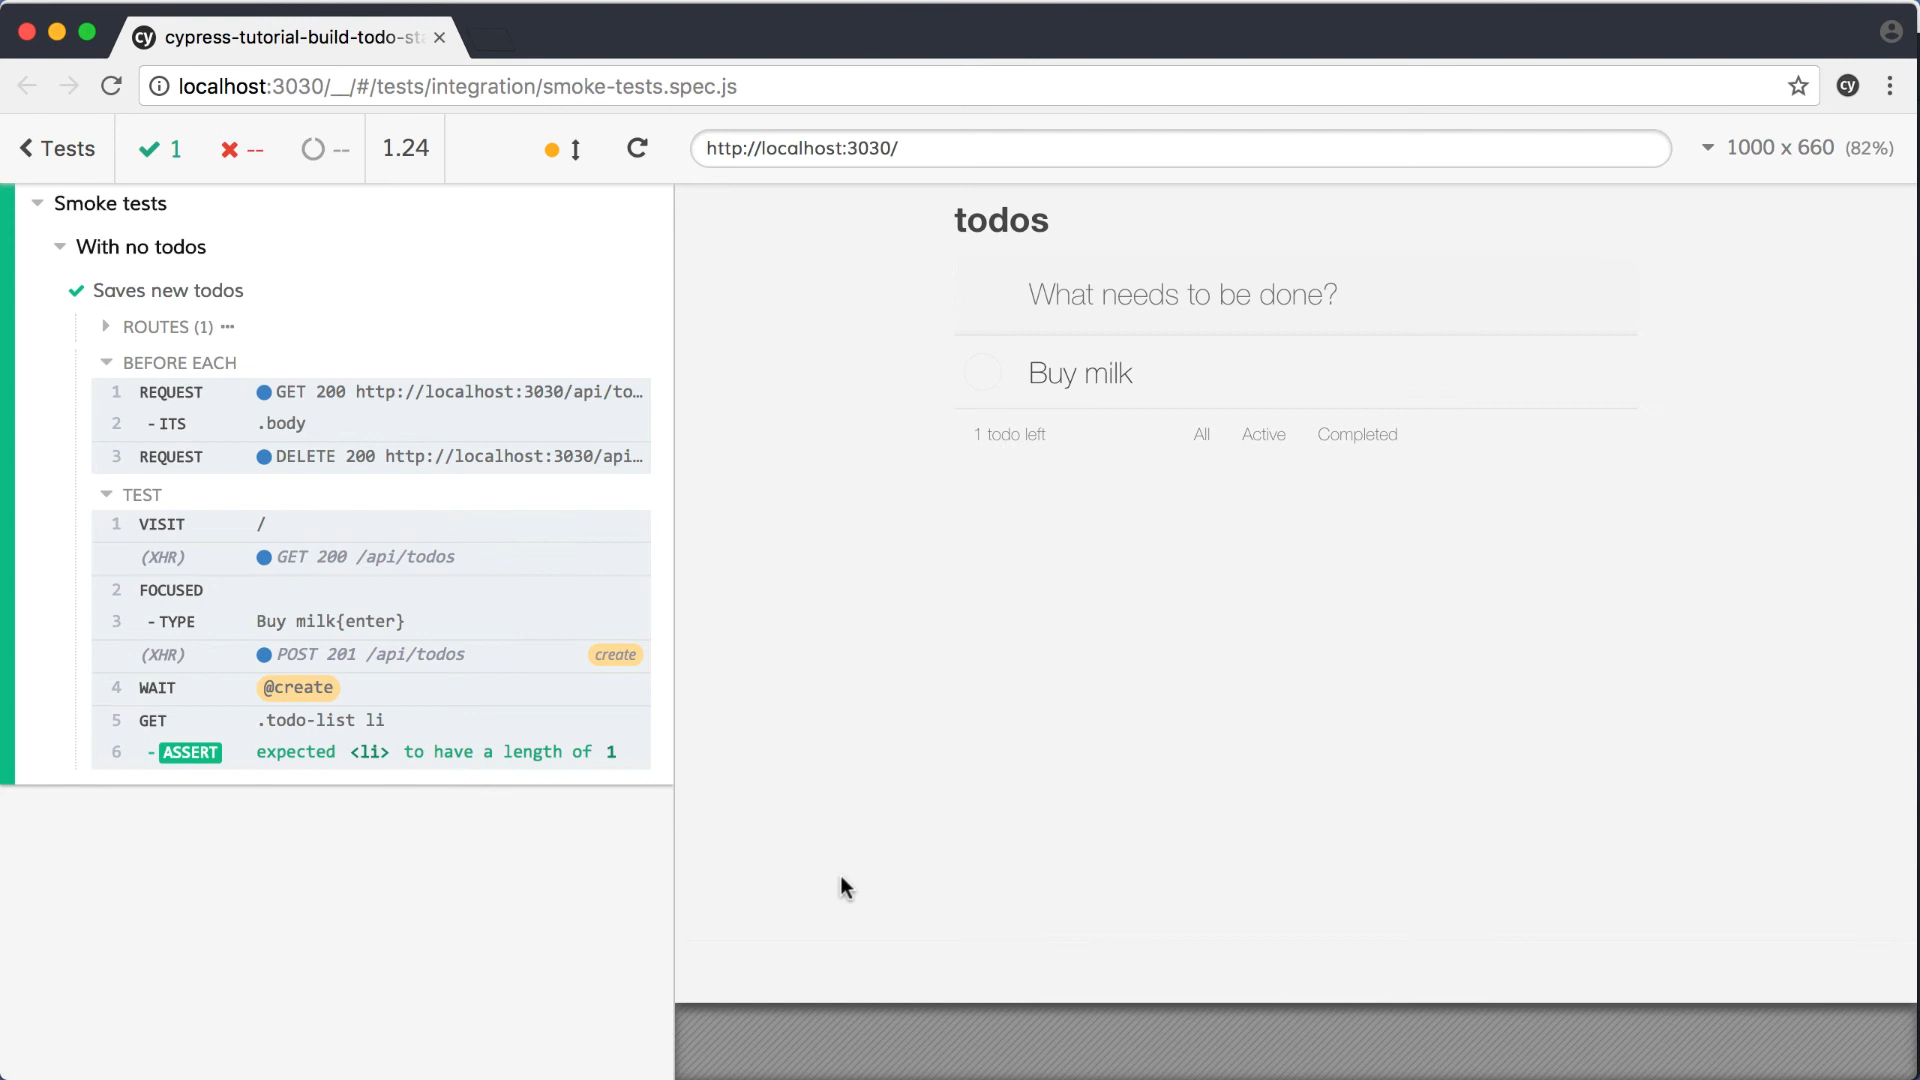 cypress-tutorial-build-todo-sta
localhost:3030/__/#/tests/integration/smoke-tests.spec.js
cy
Tests
1
--
--
1.24
http://localhost:3030/
1000 x 660 (82%)
Smoke tests
With no todos
Saves new todos
ROUTES (1)
BEFORE EACH
1 REQUEST GET 200 http://localhost:3030/api/to…
2 - ITS .body
3 REQUEST DELETE 200 http://localhost:3030/api…
TEST
1 VISIT /
(XHR) GET 200 /api/todos
2 FOCUSED
3 - TYPE Buy milk{enter}
(XHR) POST 201 /api/todos create
4 WAIT @create
5 GET .todo-list li
6 - ASSERT expected <li> to have a length of 1
todos
What needs to be done?
Buy milk
1 todo left All Active Completed